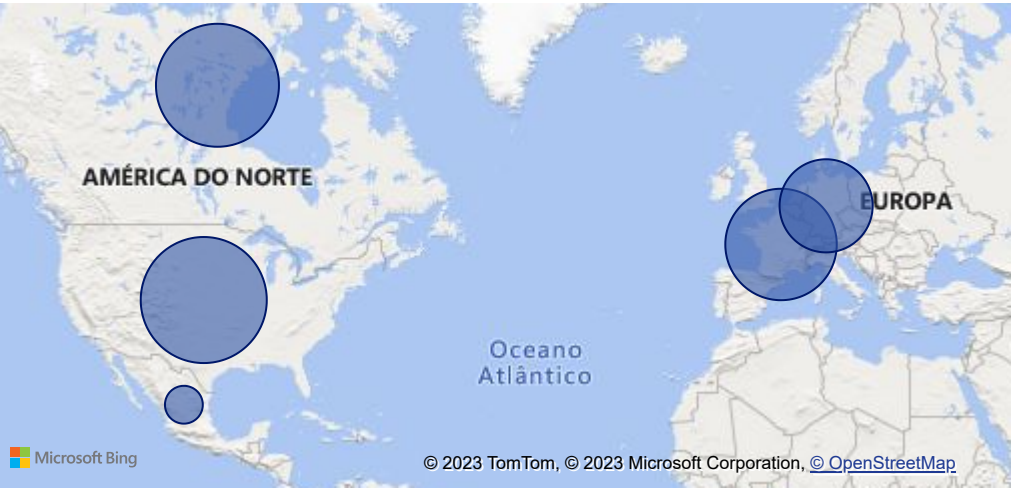 AMÉRICA DO NORTE
EUROPA
Oceano
Atlântico
Microsoft Bing
© 2023 TomTom, © 2023 Microsoft Corporation, © OpenStreetMap